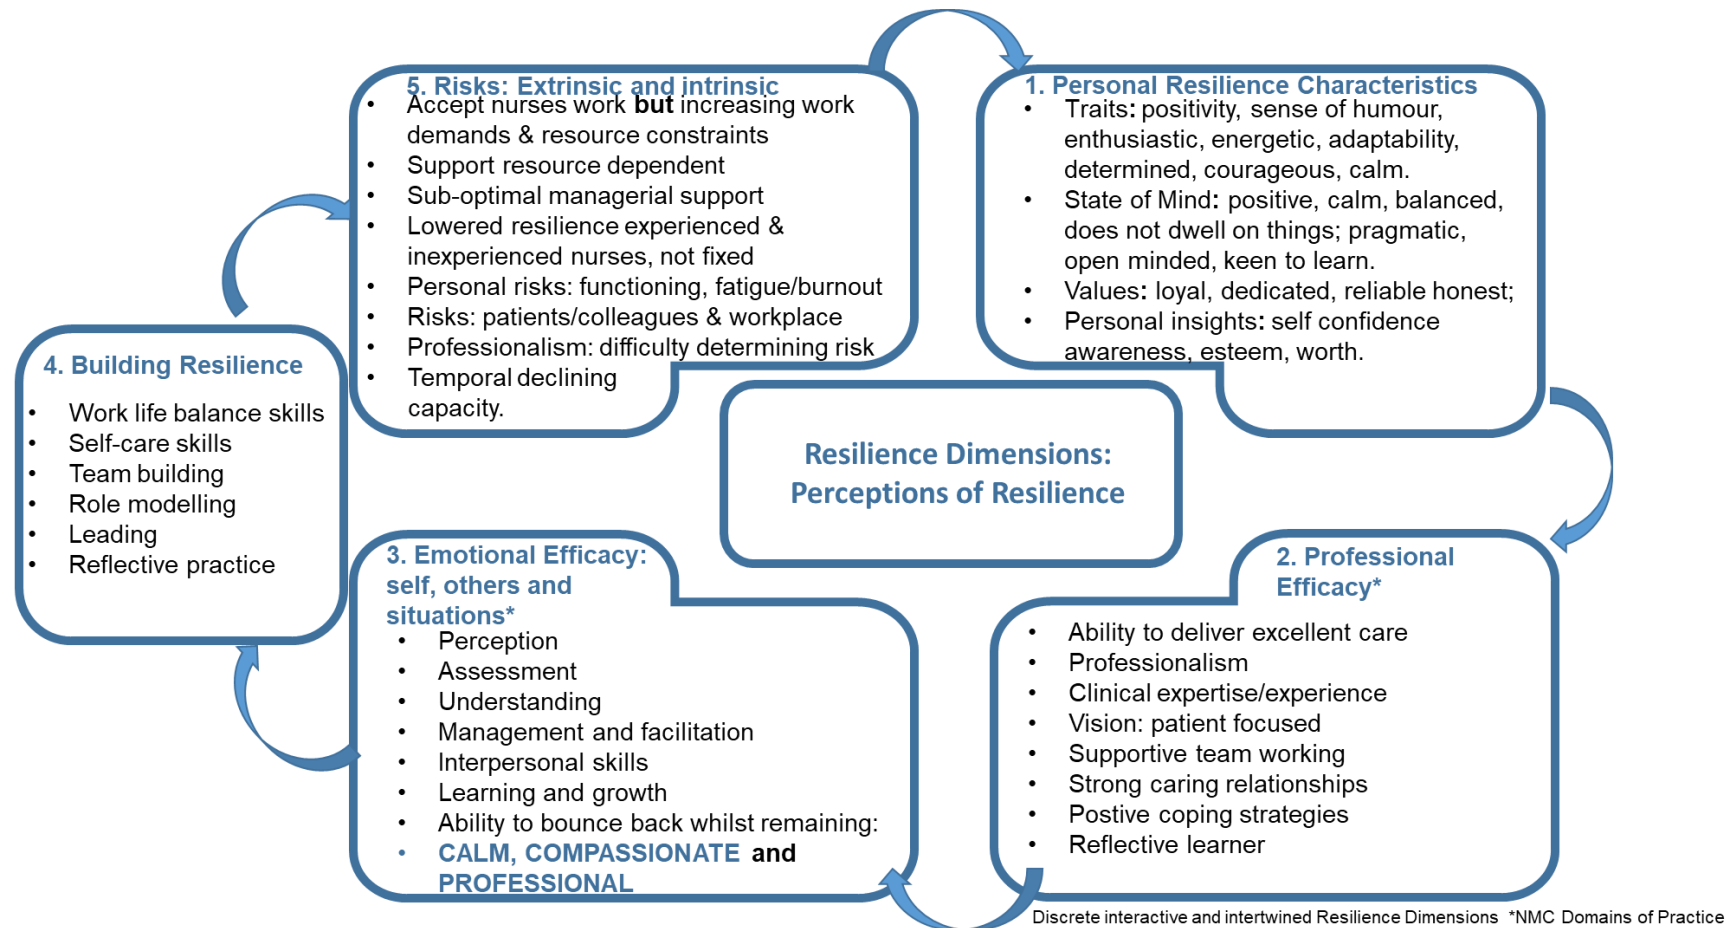 5. Risks: Extrinsic and intrinsic
• Accept nurses work but increasing work
demands & resource constraints
• Support resource dependent
• Sub-optimal managerial support
• Lowered resilience experienced &
inexperienced nurses, not fixed
• Personal risks: functioning, fatigue/burnout
• Risks: patients/colleagues & workplace
• Professionalism: difficulty determining risk
• Temporal declining
capacity.
1. Personal Resilience Characteristics
• Traits: positivity, sense of humour,
enthusiastic, energetic, adaptability,
determined, courageous, calm.
• State of Mind: positive, calm, balanced,
does not dwell on things; pragmatic,
open minded, keen to learn.
• Values: loyal, dedicated, reliable honest;
• Personal insights: self confidence
awareness, esteem, worth.
4. Building Resilience
• Work life balance skills
• Self-care skills
• Team building
• Role modelling
• Leading
• Reflective practice
Resilience Dimensions:
Perceptions of Resilience
3. Emotional Efficacy:
self, others and
situations*
• Perception
• Assessment
• Understanding
• Management and facilitation
• Interpersonal skills
• Learning and growth
• Ability to bounce back whilst remaining:
• CALM, COMPASSIONATE and
PROFESSIONAL
2. Professional
Efficacy*
• Ability to deliver excellent care
• Professionalism
• Clinical expertise/experience
• Vision: patient focused
• Supportive team working
• Strong caring relationships
• Postive coping strategies
• Reflective learner
Discrete interactive and intertwined Resilience Dimensions *NMC Domains of Practice